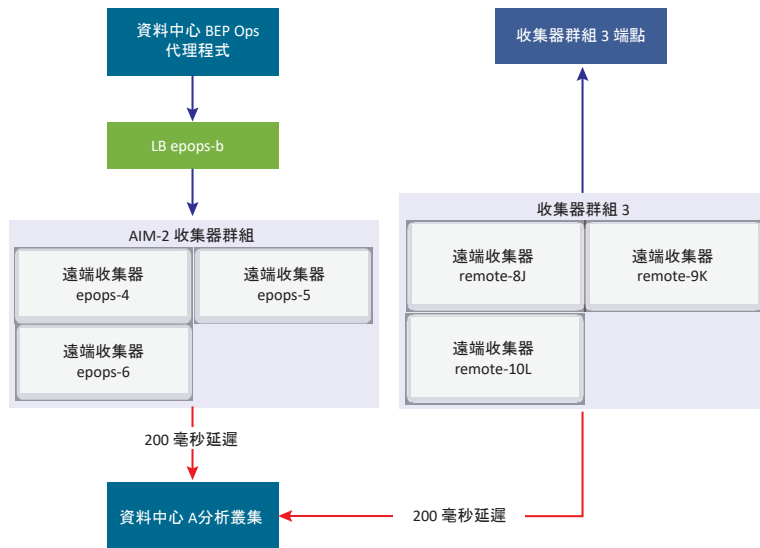 資料中心 BEP Ops
代理程式
收集器群組 3 端點
LB epops-b
AIM-2 收集器群組
遠端收集器
epops-4
遠端收集器
epops-5
遠端收集器
epops-6
收集器群組 3
遠端收集器
remote-8J
遠端收集器
remote-9K
遠端收集器
remote-10L
200 毫秒延遲
資料中心 A分析叢集
200 毫秒延遲